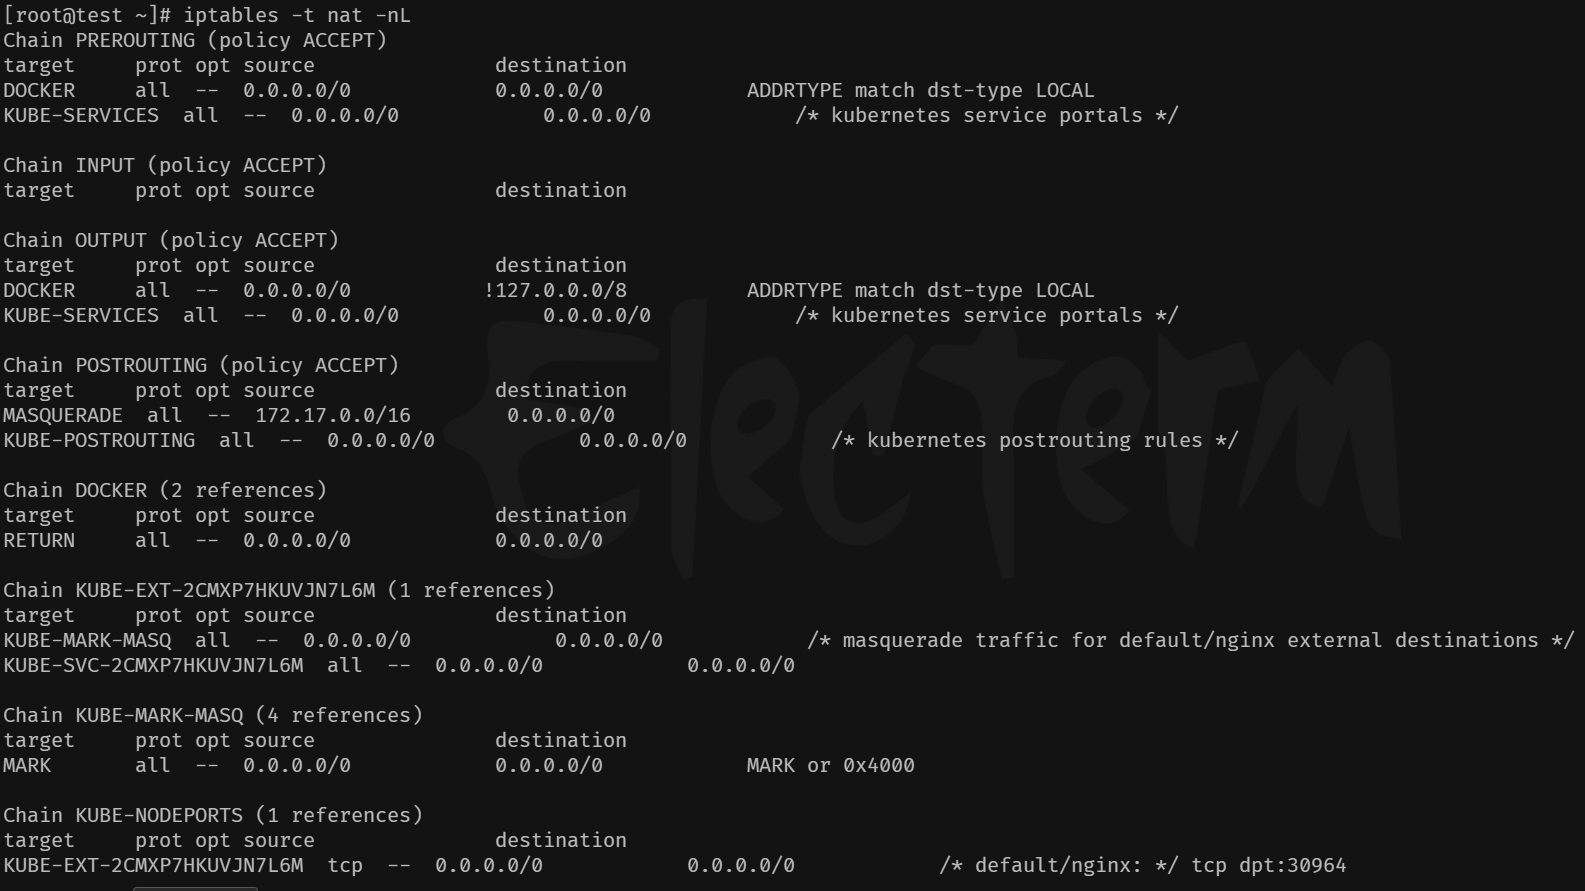 [root@test ~]# iptables -t nat -nL
Chain PREROUTING (policy ACCEPT)
target     prot opt source               destination
DOCKER     all  --  0.0.0.0/0            0.0.0.0/0            ADDRTYPE match dst-type LOCAL
KUBE-SERVICES  all  --  0.0.0.0/0            0.0.0.0/0            /* kubernetes service portals */

Chain INPUT (policy ACCEPT)
target     prot opt source               destination

Chain OUTPUT (policy ACCEPT)
target     prot opt source               destination
DOCKER     all  --  0.0.0.0/0           !127.0.0.0/8          ADDRTYPE match dst-type LOCAL
KUBE-SERVICES  all  --  0.0.0.0/0            0.0.0.0/0            /* kubernetes service portals */

Chain POSTROUTING (policy ACCEPT)
target     prot opt source               destination
MASQUERADE  all  --  172.17.0.0/16        0.0.0.0/0
KUBE-POSTROUTING  all  --  0.0.0.0/0            0.0.0.0/0            /* kubernetes postrouting rules */

Chain DOCKER (2 references)
target     prot opt source               destination
RETURN     all  --  0.0.0.0/0            0.0.0.0/0

Chain KUBE-EXT-2CMXP7HKUVJN7L6M (1 references)
target     prot opt source               destination
KUBE-MARK-MASQ  all  --  0.0.0.0/0            0.0.0.0/0            /* masquerade traffic for default/nginx external destinations */
KUBE-SVC-2CMXP7HKUVJN7L6M  all  --  0.0.0.0/0            0.0.0.0/0

Chain KUBE-MARK-MASQ (4 references)
target     prot opt source               destination
MARK       all  --  0.0.0.0/0            0.0.0.0/0            MARK or 0x4000

Chain KUBE-NODEPORTS (1 references)
target     prot opt source               destination
KUBE-EXT-2CMXP7HKUVJN7L6M  tcp  --  0.0.0.0/0            0.0.0.0/0            /* default/nginx: */ tcp dpt:30964
Electerm